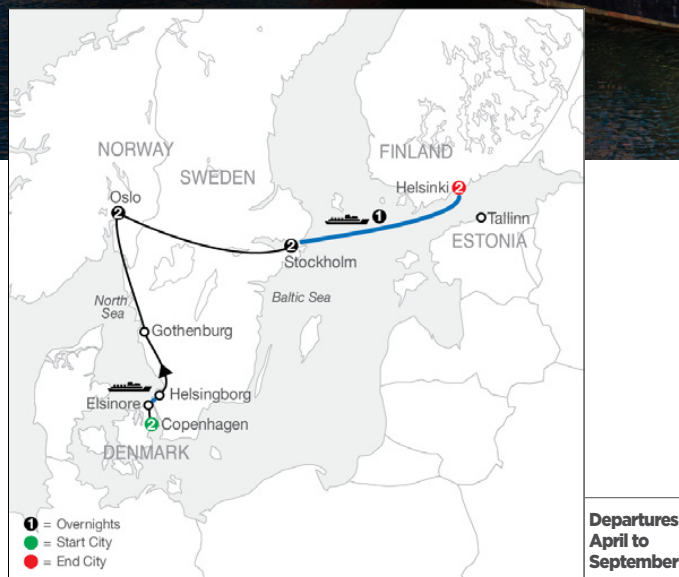 NORWAY
FINLAND
SWEDEN
Helsinki 2
Oslo
2
1
Tallinn
2
ESTONIA
Stockholm
North
Sea
Baltic Sea
Gothenburg
Helsingborg
Elsinore
2 Copenhagen
DENMARK
1 = Overnights
= Start City
= End City
Departures
April to
September